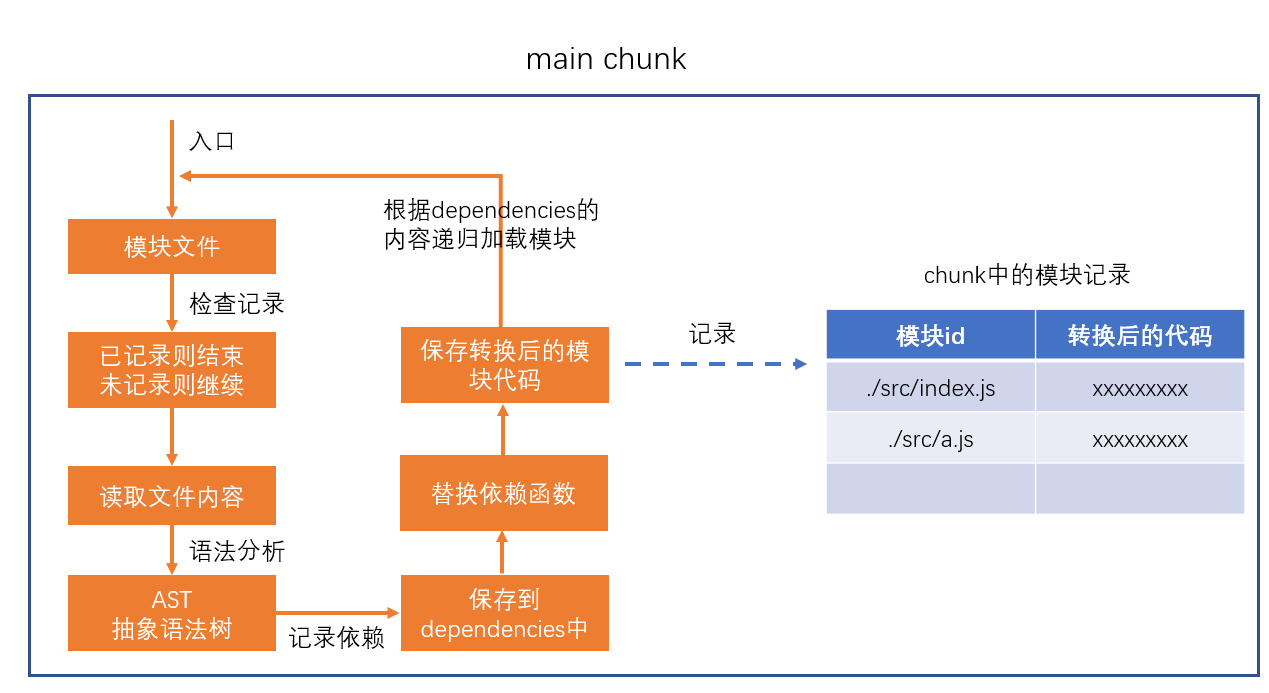 main chunk
入口
模块文件
检查记录
已记录则结束
未记录则继续
读取文件内容
语法分析
AST
抽象语法树
记录依赖
保存到
dependencies中
替换依赖函数
保存转换后的模
块代码
根据dependencies的
内容递归加载模块
记录
chunk中的模块记录
模块id 转换后的代码
./src/index.js xxxxxxxxx
./src/a.js xxxxxxxxx